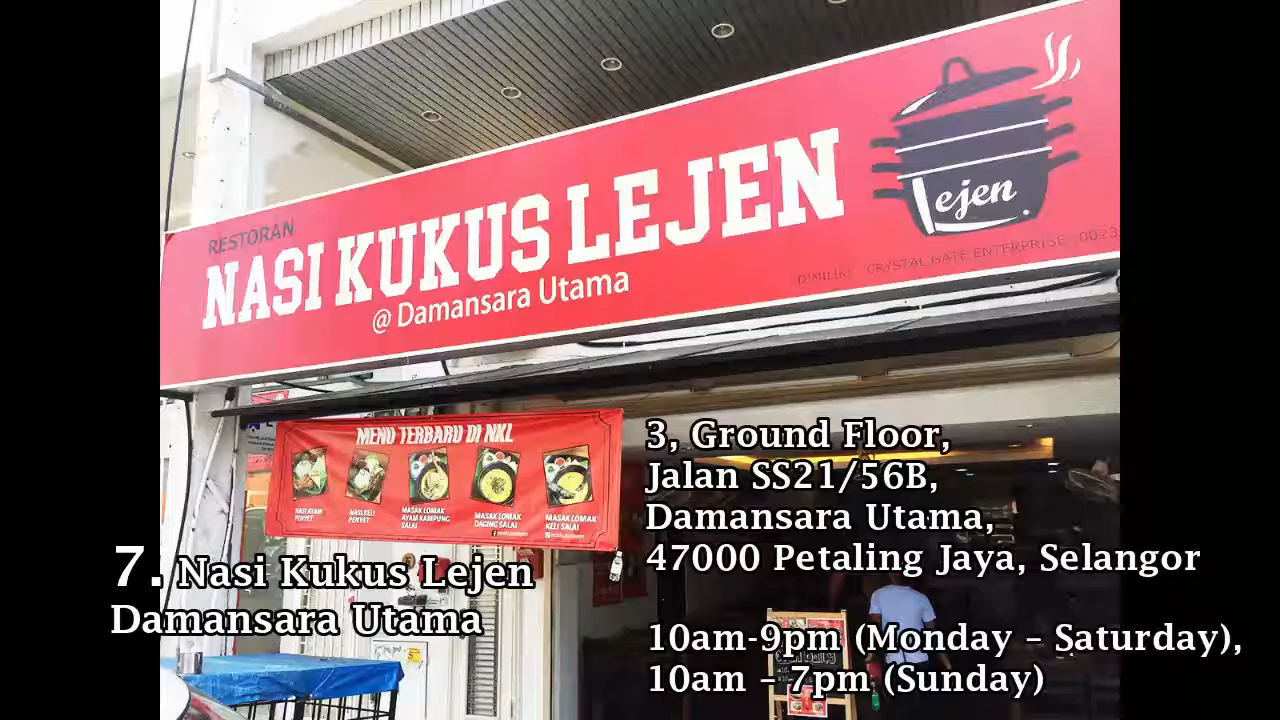 RESTORAN
NASI KUKUS LEJEN
@ Damansara Utama
Lejen
DIMILIKI CRYSTAL GATE ENTERPRISE 0023
MENU TERBARU DI NKL
NASI AYAM
PENYET
NASI KELI
PENYET
MASAK LOMAK
AYAM KAMPUNG
SALAI
MASAK LOMAK
DAGING SALAI
MASAK LOMAK
KELI SALAI
3, Ground Floor,
Jalan SS21/56B,
Damansara Utama,
47000 Petaling Jaya, Selangor
7. Nasi Kukus Lejen
Damansara Utama
10am-9pm (Monday – Saturday),
10am – 7pm (Sunday)